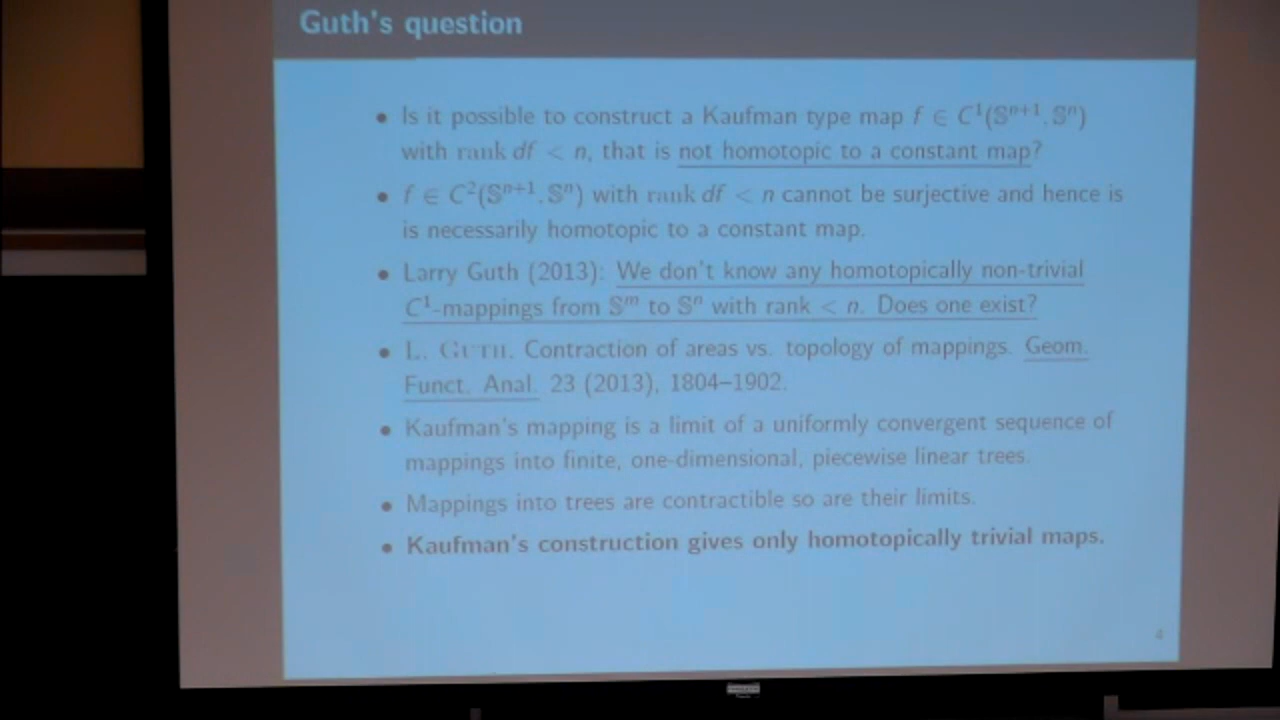 Guth's question
• Is it possible to construct a Kaufman type map f ∈ C¹(𝕊ⁿ⁺¹, 𝕊ⁿ)
with rank df < n, that is not homotopic to a constant map?
• f ∈ C²(𝕊ⁿ⁺¹, 𝕊ⁿ) with rank df < n cannot be surjective and hence is
is necessarily homotopic to a constant map.
• Larry Guth (2013): We don't know any homotopically non-trivial
C¹-mappings from 𝕊ᵐ to 𝕊ⁿ with rank < n. Does one exist?
• L. Guth. Contraction of areas vs. topology of mappings. Geom.
Funct. Anal. 23 (2013), 1804–1902.
• Kaufman's mapping is a limit of a uniformly convergent sequence of
mappings into finite, one-dimensional, piecewise linear trees.
• Mappings into trees are contractible so are their limits.
• Kaufman's construction gives only homotopically trivial maps.
4